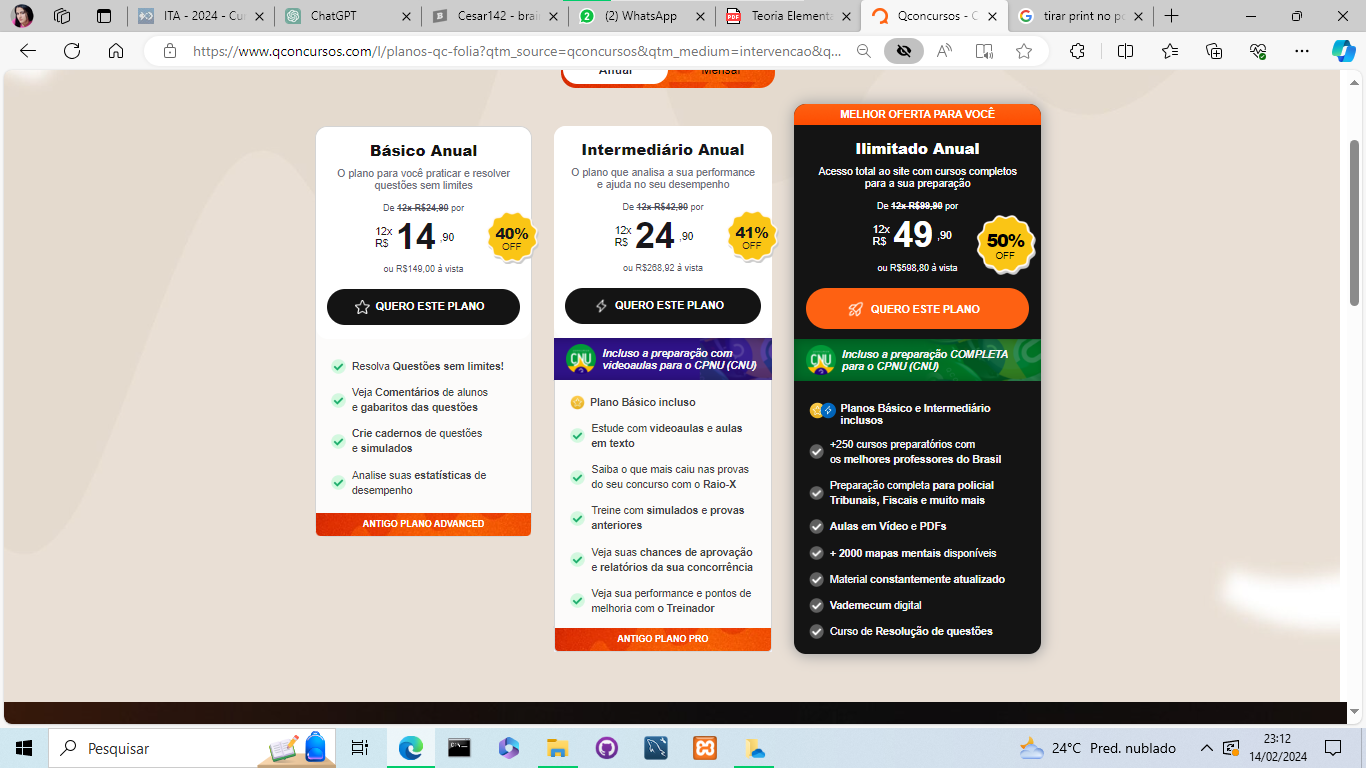 ITA - 2024 - Cu
ChatGPT
Cesar142 - brai
(2) WhatsApp
Teoria Elementa
Qconcursos - C
tirar print no pc
https://www.qconcursos.com/l/planos-qc-folia?qtm_source=qconcursos&qtm_medium=intervencao&q...
Anual
Mensal
Básico Anual
O plano para você praticar e resolver
questões sem limites
De 12x R$24,90 por
12x
R$ 14 ,90
40%
OFF
ou R$149,00 à vista
QUERO ESTE PLANO
Resolva Questões sem limites!
Veja Comentários de alunos
e gabaritos das questões
Crie cadernos de questões
e simulados
Analise suas estatísticas de
desempenho
ANTIGO PLANO ADVANCED
Intermediário Anual
O plano que analisa a sua performance
e ajuda no seu desempenho
De 12x R$42,90 por
12x
R$ 24 ,90
41%
OFF
ou R$268,92 à vista
QUERO ESTE PLANO
CNU
Incluso a preparação com
videoaulas para o CPNU (CNU)
Plano Básico incluso
Estude com videoaulas e aulas
em texto
Saiba o que mais caiu nas provas
do seu concurso com o Raio-X
Treine com simulados e provas
anteriores
Veja suas chances de aprovação
e relatórios da sua concorrência
Veja sua performance e pontos de
melhoria com o Treinador
ANTIGO PLANO PRO
MELHOR OFERTA PARA VOCÊ
Ilimitado Anual
Acesso total ao site com cursos completos
para a sua preparação
De 12x R$99,90 por
12x
R$ 49 ,90
50%
OFF
ou R$598,80 à vista
QUERO ESTE PLANO
CNU
Incluso a preparação COMPLETA
para o CPNU (CNU)
Planos Básico e Intermediário
inclusos
+250 cursos preparatórios com
os melhores professores do Brasil
Preparação completa para policial
Tribunais, Fiscais e muito mais
Aulas em Vídeo e PDFs
+ 2000 mapas mentais disponíveis
Material constantemente atualizado
Vademecum digital
Curso de Resolução de questões
Pesquisar
24°C Pred. nublado
23:12
14/02/2024